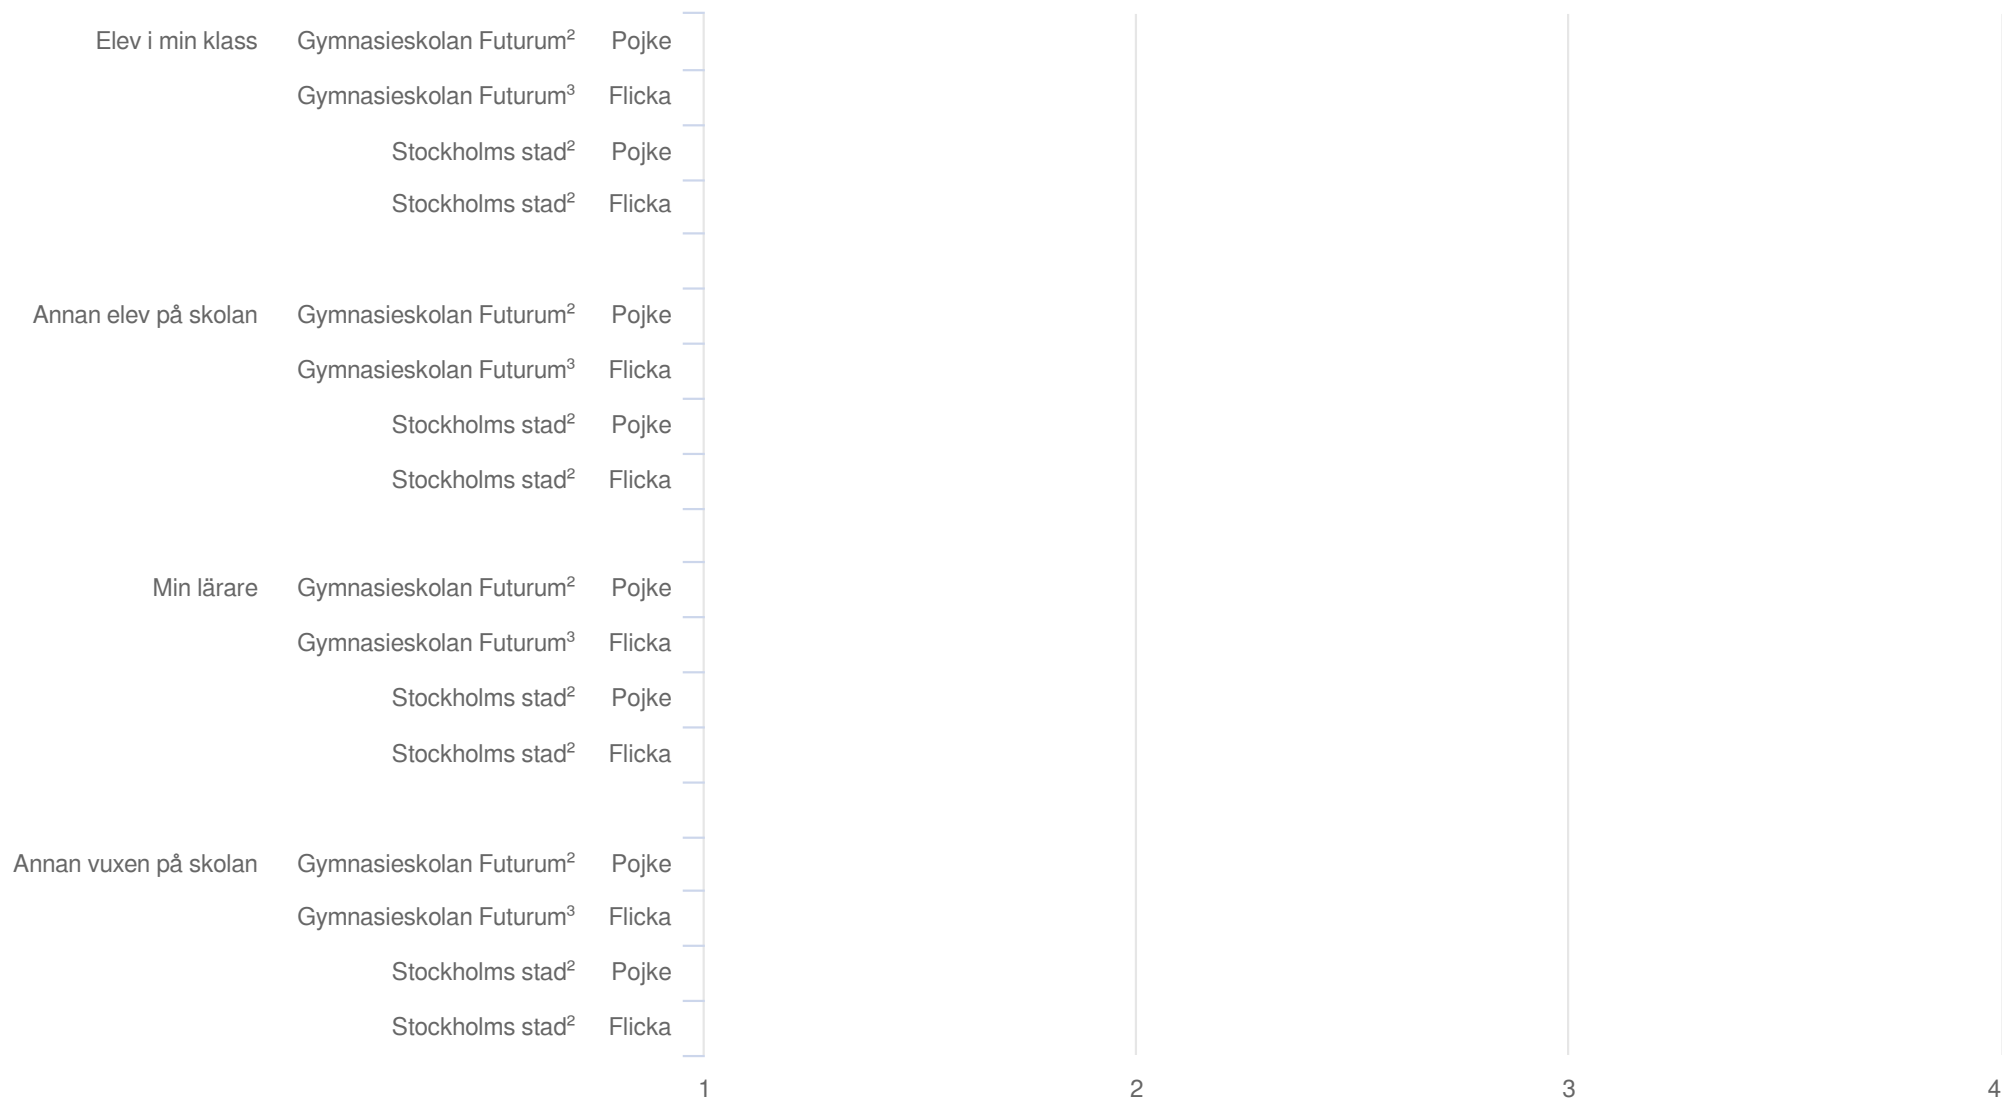 Elev i min klass Gymnasieskolan Futurum² Pojke
Gymnasieskolan Futurum³ Flicka
Stockholms stad² Pojke
Stockholms stad² Flicka
Annan elev på skolan Gymnasieskolan Futurum² Pojke
Gymnasieskolan Futurum³ Flicka
Stockholms stad² Pojke
Stockholms stad² Flicka
Min lärare Gymnasieskolan Futurum² Pojke
Gymnasieskolan Futurum³ Flicka
Stockholms stad² Pojke
Stockholms stad² Flicka
Annan vuxen på skolan Gymnasieskolan Futurum² Pojke
Gymnasieskolan Futurum³ Flicka
Stockholms stad² Pojke
Stockholms stad² Flicka
1 2 3 4